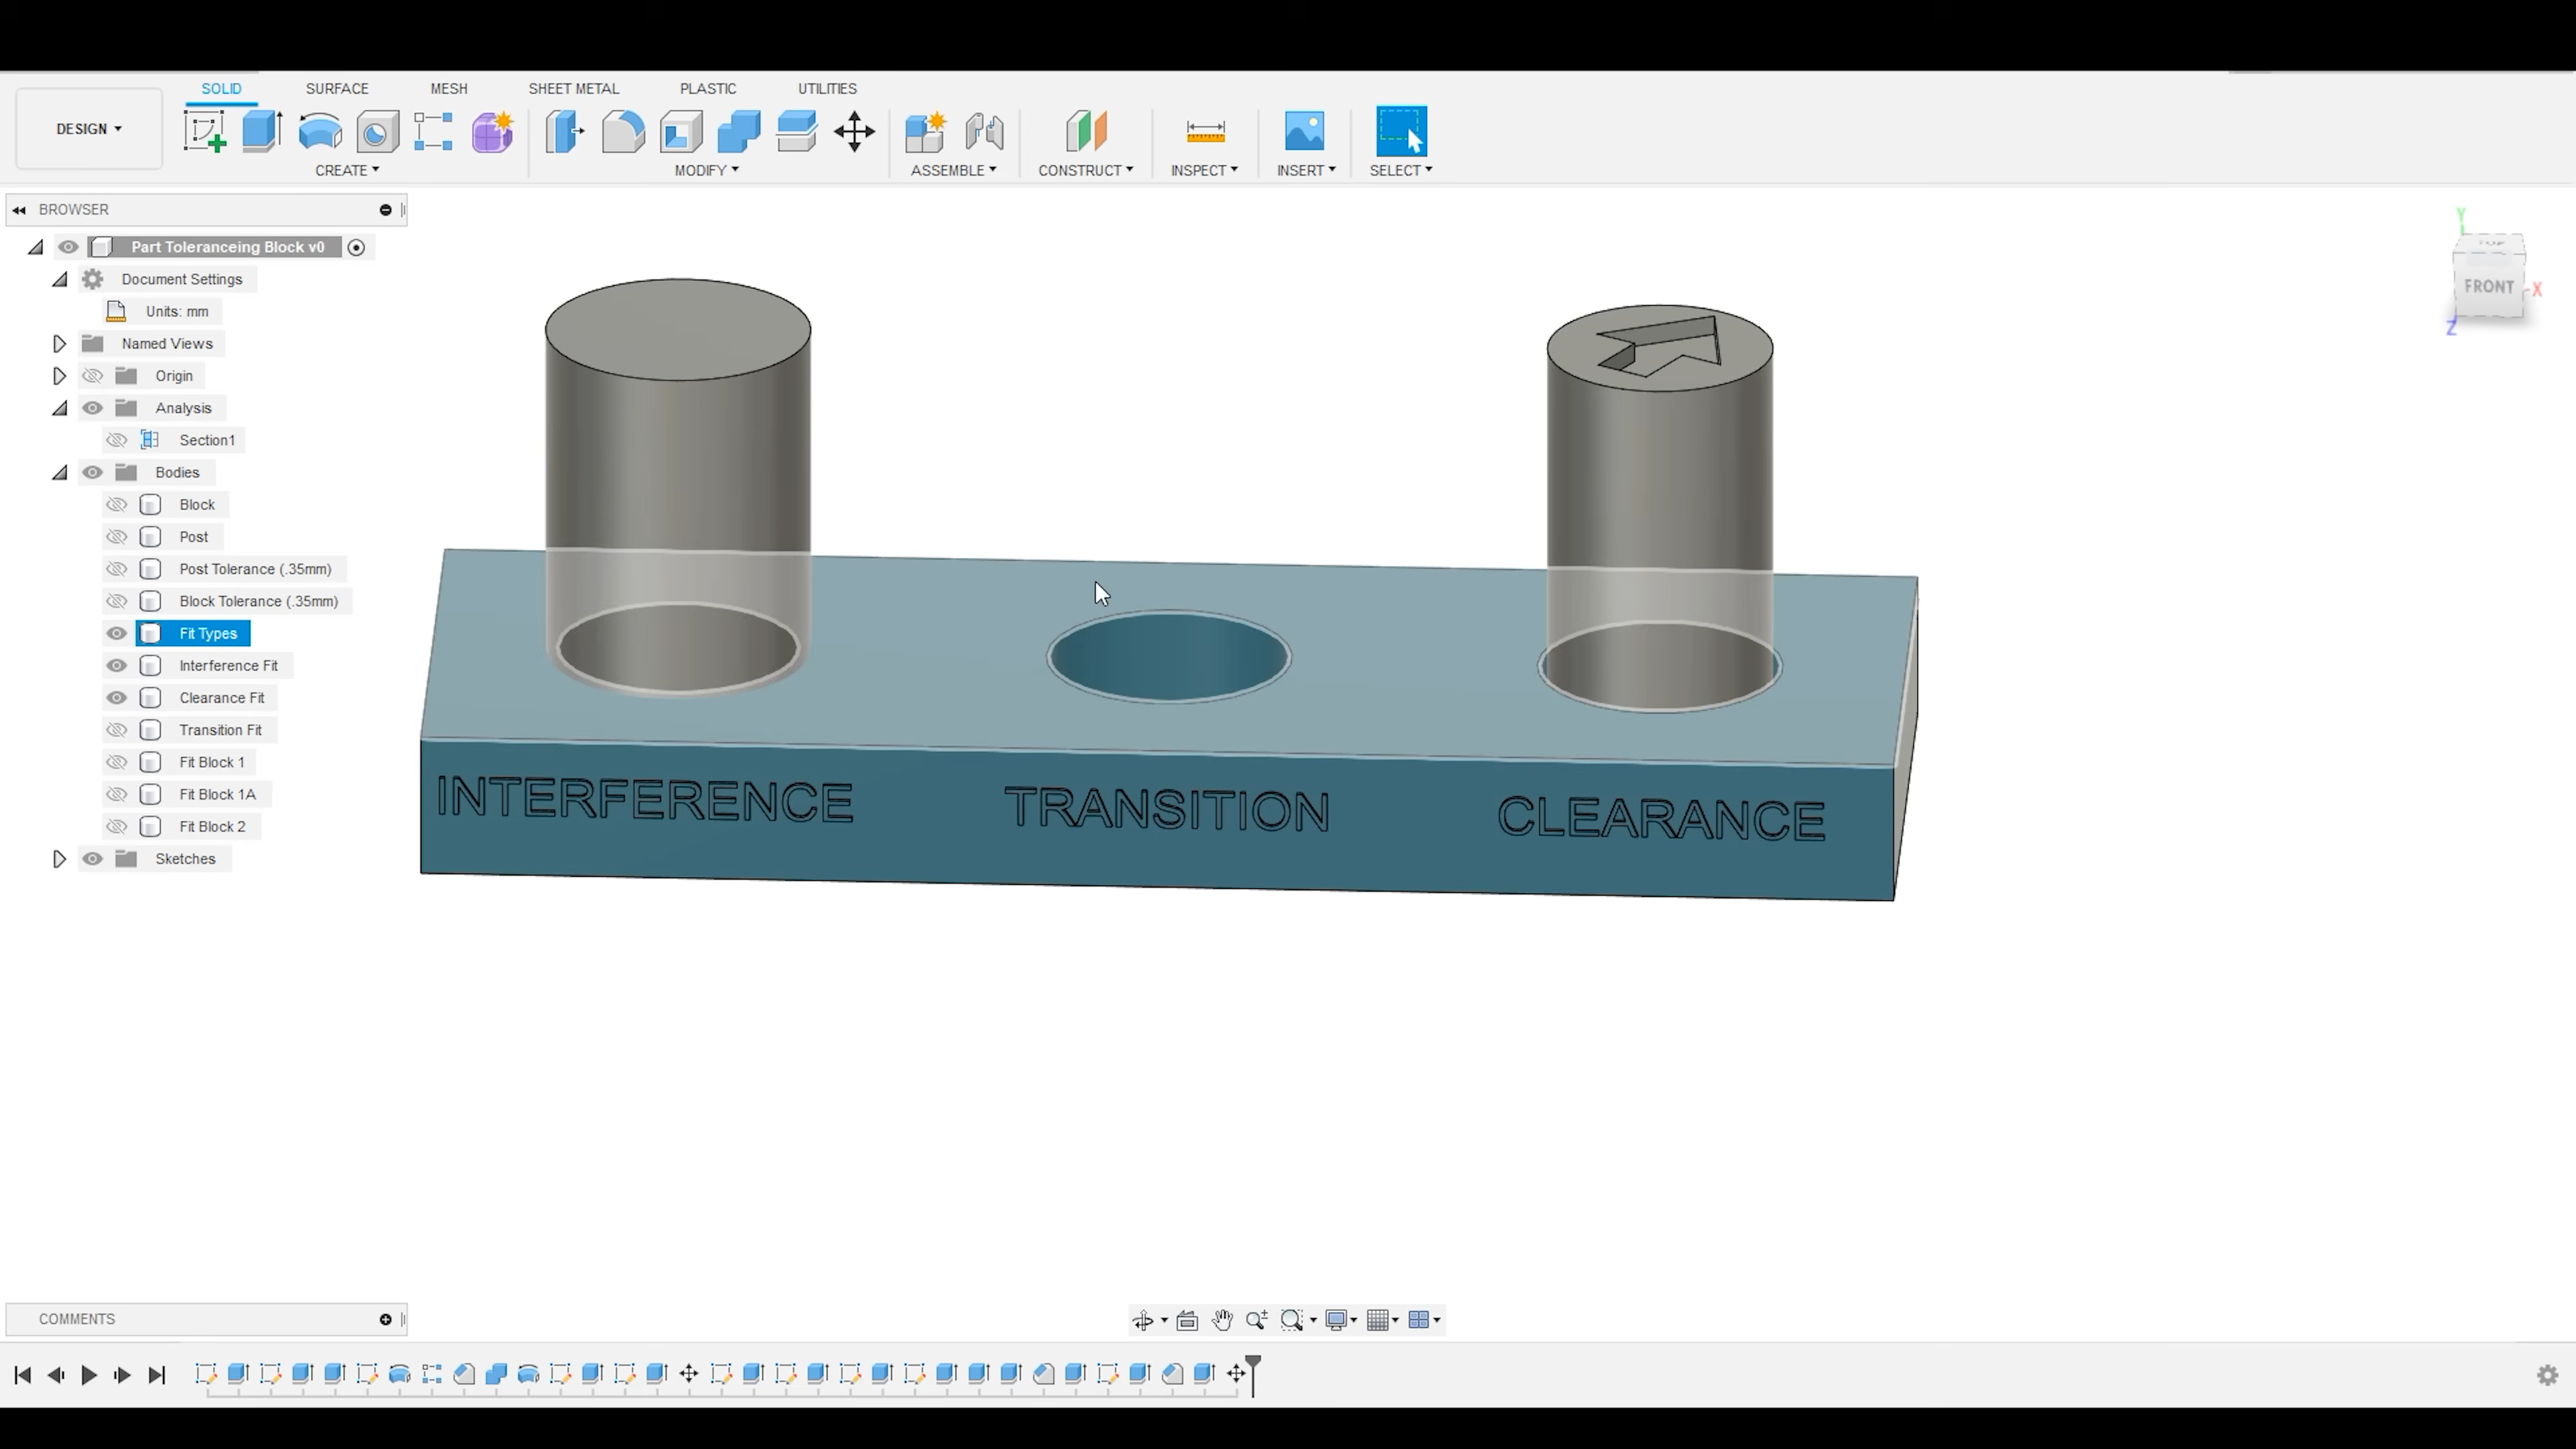 SOLID SURFACE MESH SHEET METAL PLASTIC UTILITIES
DESIGN
CREATE MODIFY ASSEMBLE CONSTRUCT INSPECT INSERT SELECT
BROWSER
Part Toleranceing Block v0
Document Settings
Units: mm
Named Views
Origin
Analysis
Section1
Bodies
Block
Post
Post Tolerance (.35mm)
Block Tolerance (.35mm)
Fit Types
Interference Fit
Clearance Fit
Transition Fit
Fit Block 1
Fit Block 1A
Fit Block 2
Sketches
Y
TOP
FRONT
X
Z
INTERFERENCE TRANSITION CLEARANCE
COMMENTS